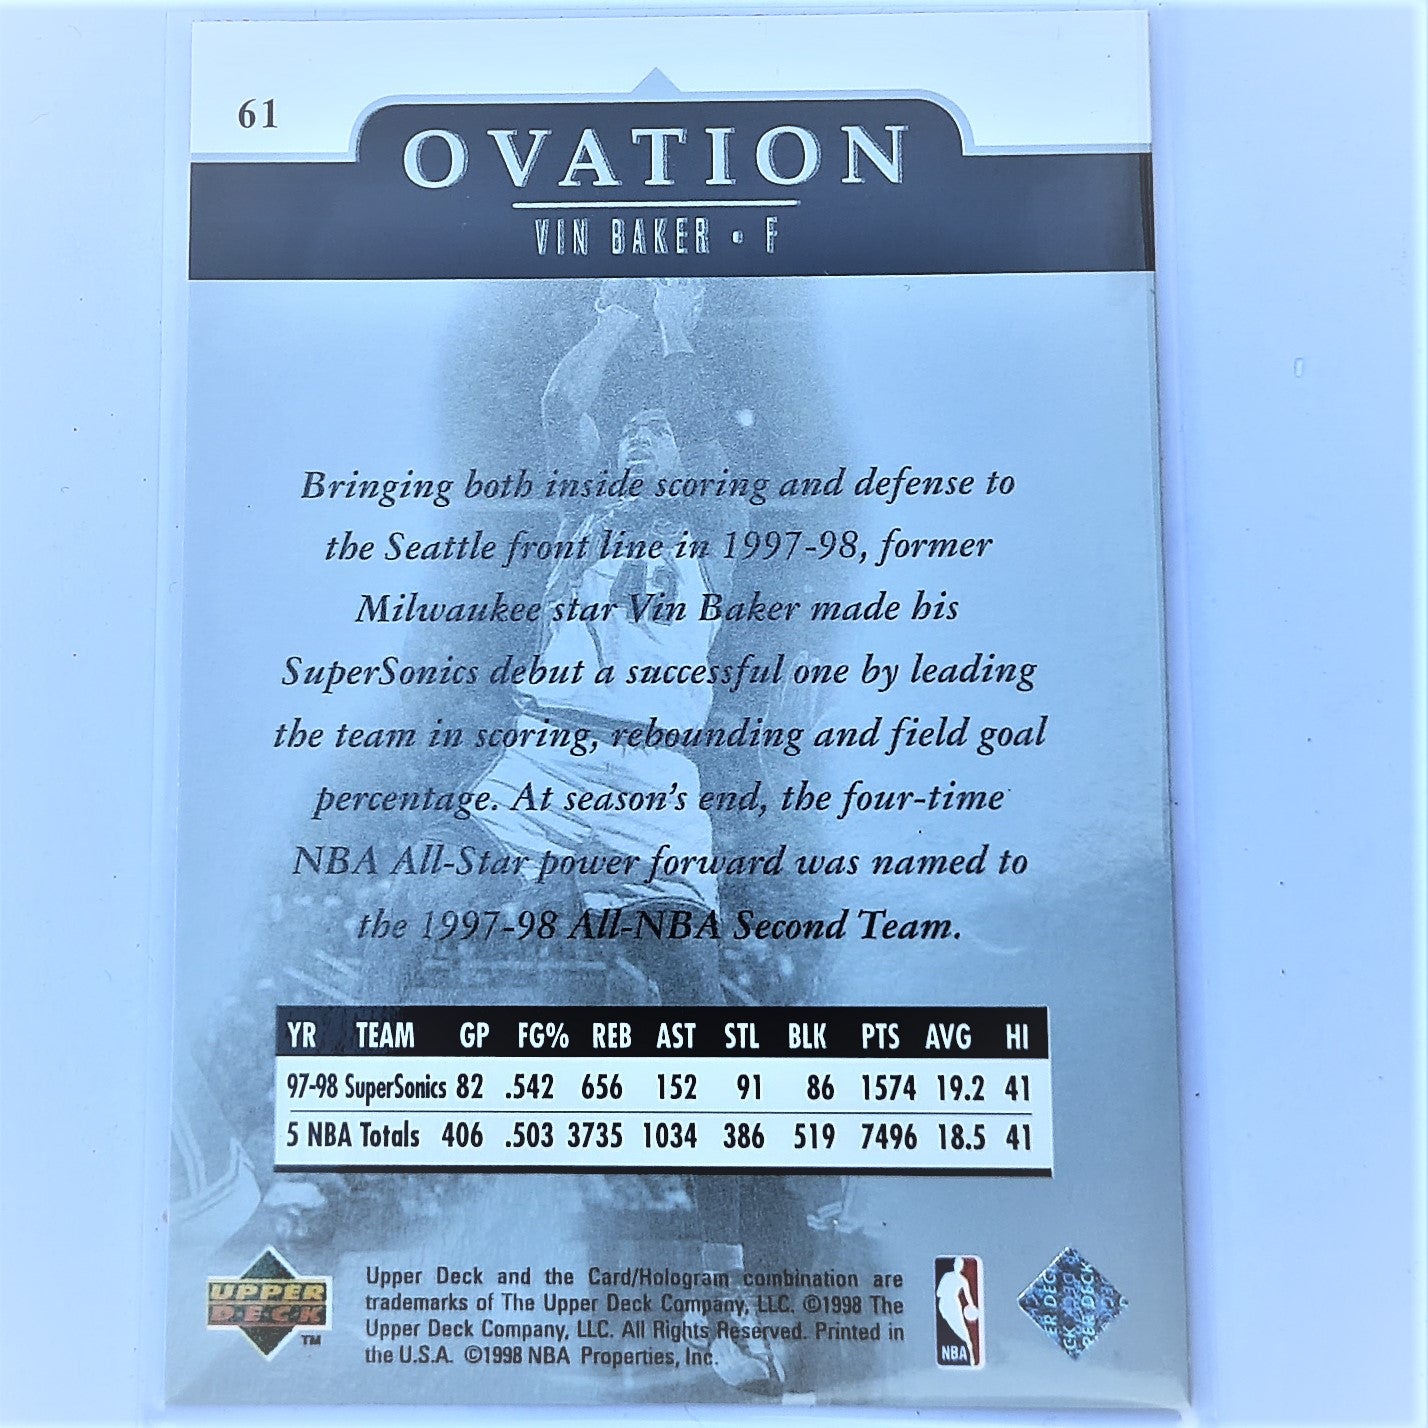 61
OVATION
VIN BAKER • F
Bringing both inside scoring and defense to
the Seattle front line in 1997-98, former
Milwaukee star Vin Baker made his
SuperSonics debut a successful one by leading
the team in scoring, rebounding and field goal
percentage. At season's end, the four-time
NBA All-Star power forward was named to
the 1997-98 All-NBA Second Team.
YR TEAM GP FG% REB AST STL BLK PTS AVG HI
97-98 SuperSonics 82 .542 656 152 91 86 1574 19.2 41
5 NBA Totals 406 .503 3735 1034 386 519 7496 18.5 41
UPPER
DECK
TM
Upper Deck and the Card/Hologram combination are
trademarks of The Upper Deck Company, LLC. ©1998 The
Upper Deck Company, LLC. All Rights Reserved. Printed in
the U.S.A. ©1998 NBA Properties, Inc.
NBA